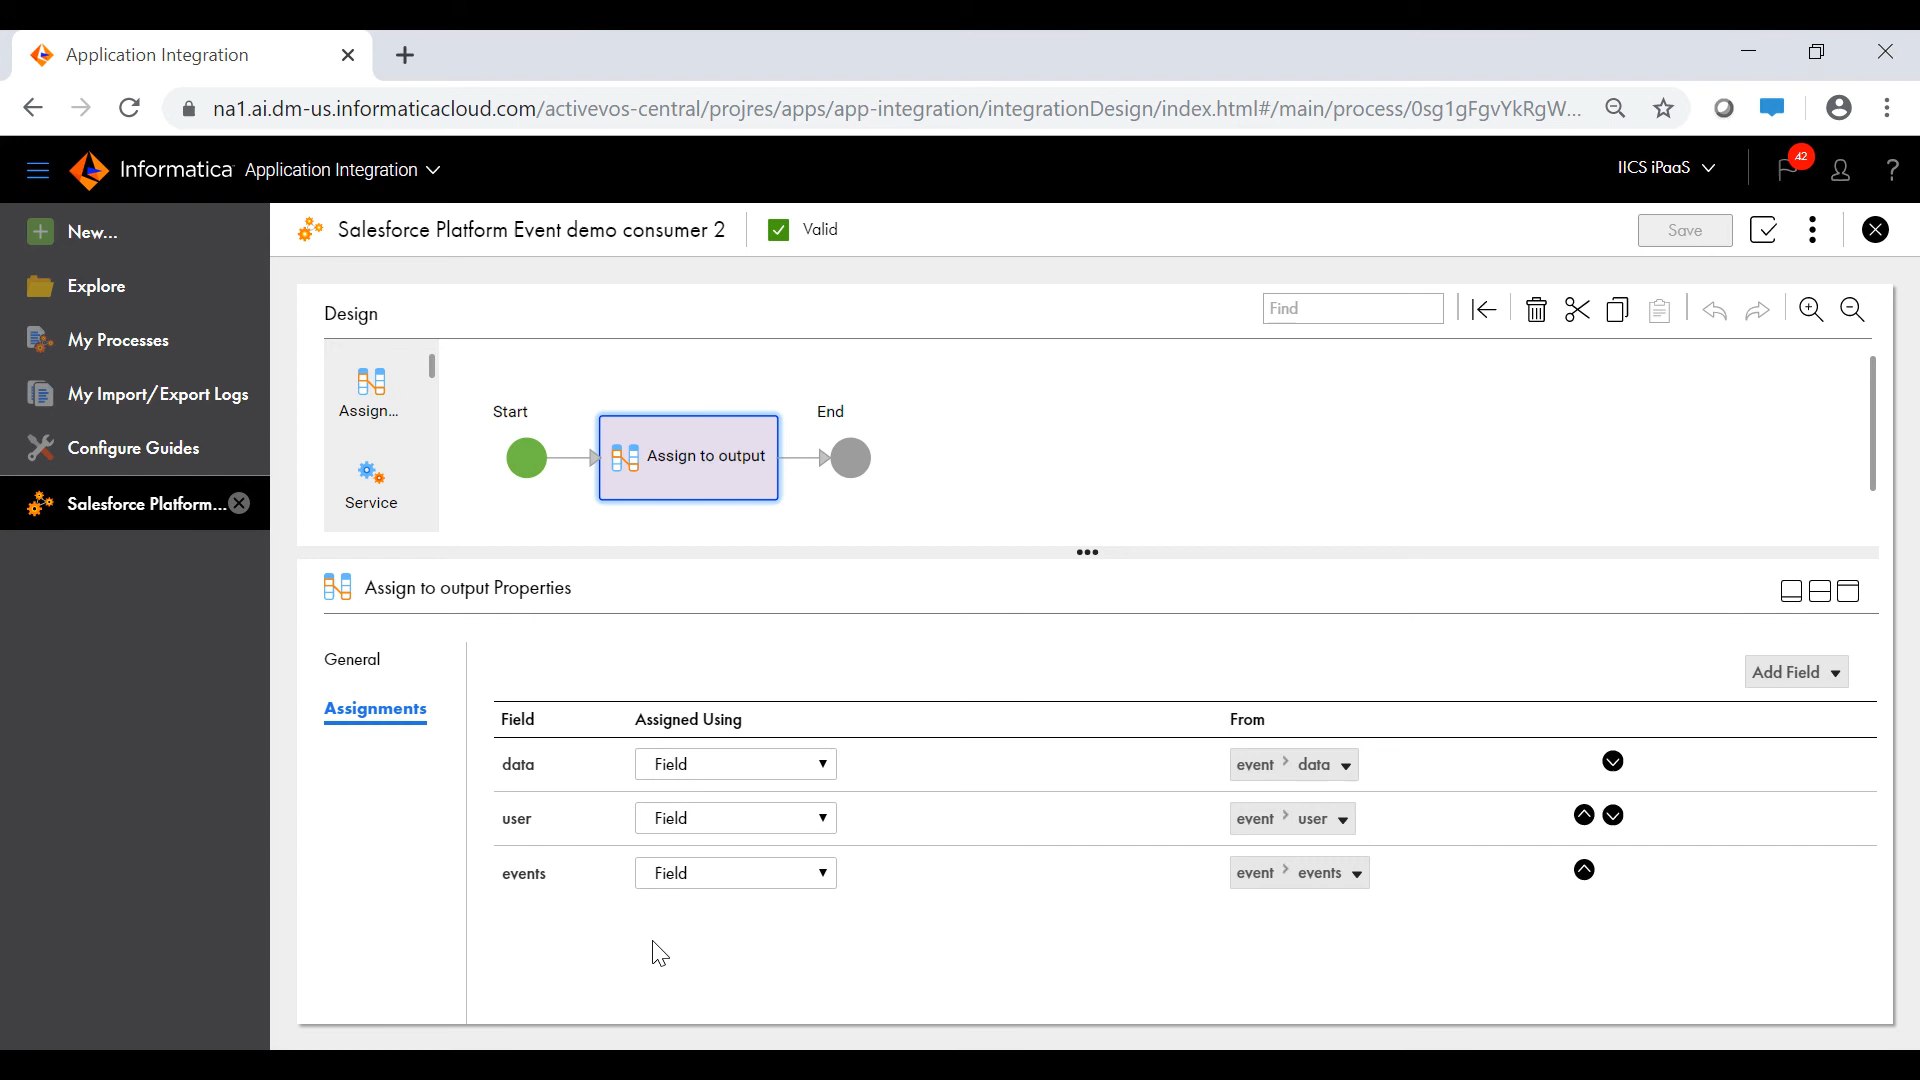 Application Integration
na1.ai.dm-us.informaticacloud.com/activevos-central/projres/apps/app-integration/integrationDesign/index.html#/main/process/0sg1gFgvYkRgW...
Informatica Application Integration
IICS iPaaS
42
?
New...
Explore
My Processes
My Import/Export Logs
Configure Guides
Salesforce Platform...
Salesforce Platform Event demo consumer 2
Valid
Save
Design
Find
Assign...
Service
Start
Assign to output
End
Assign to output Properties
General
Assignments
Add Field
Field Assigned Using From
data Field event > data
user Field event > user
events Field event > events